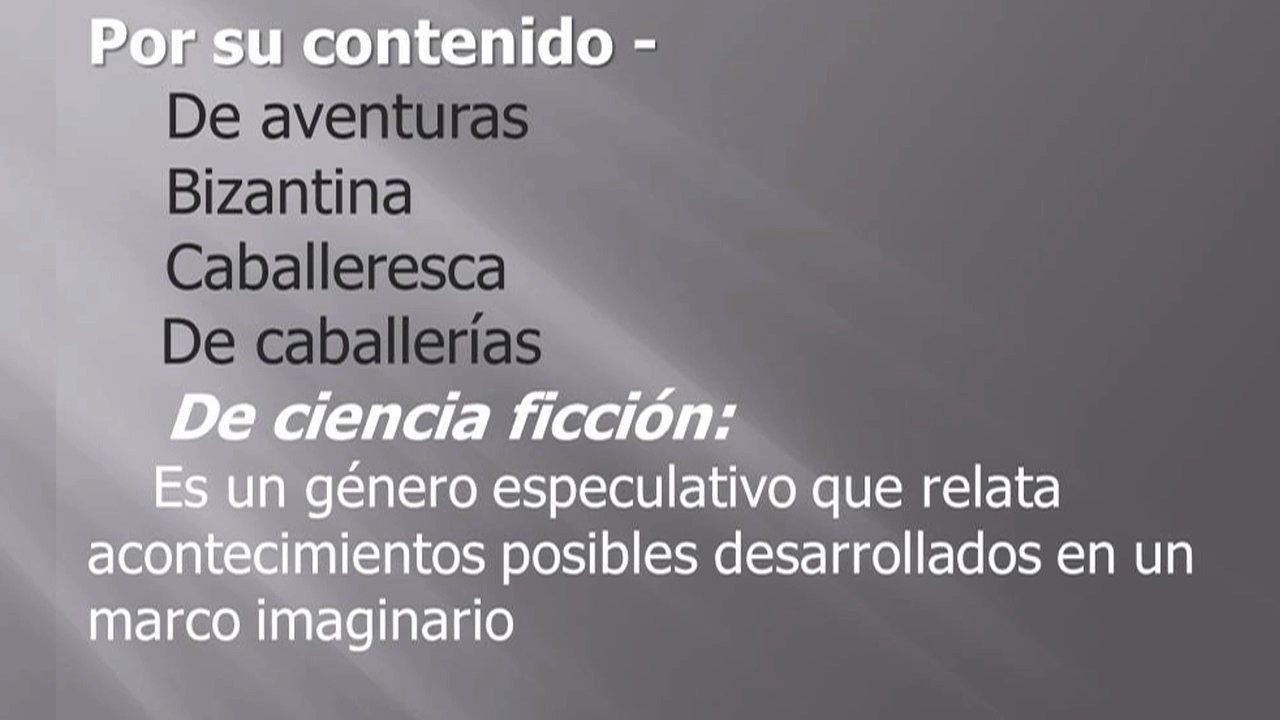 Por su contenido -
De aventuras
Bizantina
Caballeresca
De caballerías
De ciencia ficción:
Es un género especulativo que relata
acontecimientos posibles desarrollados en un
marco imaginario